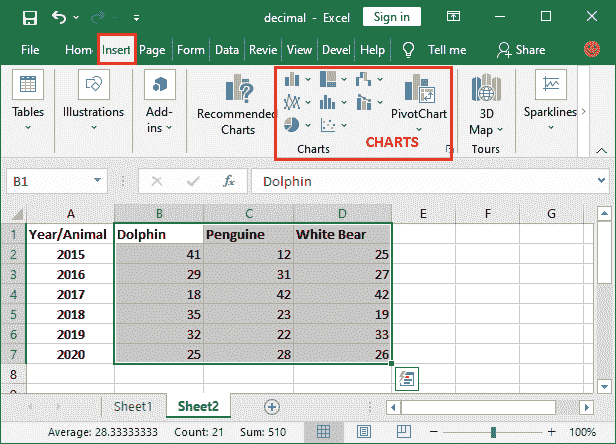 decimal - Excel
Sign in
File Hom Insert Page Form Data Revie View Devel Help Tell me Share
Tables
Illustrations
Add-
ins
Recommended
Charts
PivotChart
3D
Map
Sparklines
Charts
CHARTS
Tours
B1 fx Dolphin
A B C D E F G
1 Year/Animal Dolphin Penguine White Bear
2 2015 41 12 25
3 2016 29 31 27
4 2017 18 42 42
5 2018 35 23 19
6 2019 32 22 33
7 2020 25 28 26
8
9
Sheet1 Sheet2
Average: 28.33333333 Count: 21 Sum: 510 100%